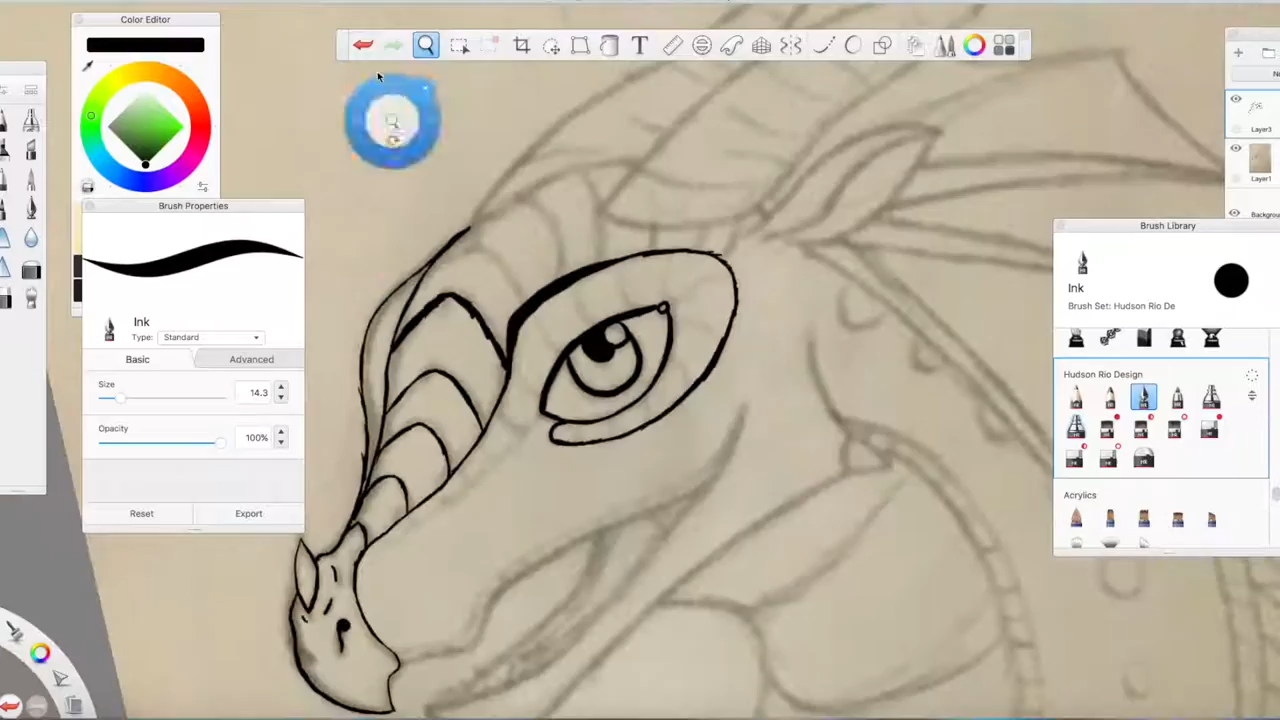 Color Editor
Brush Properties
Ink
Type: Standard
Basic
Advanced
Size
14.3
Opacity
100%
Reset
Export
T
Layer3
Layer1
Backgrou
Brush Library
Ink
Brush Set: Hudson Rio De
Hudson Rio Design
Acrylics